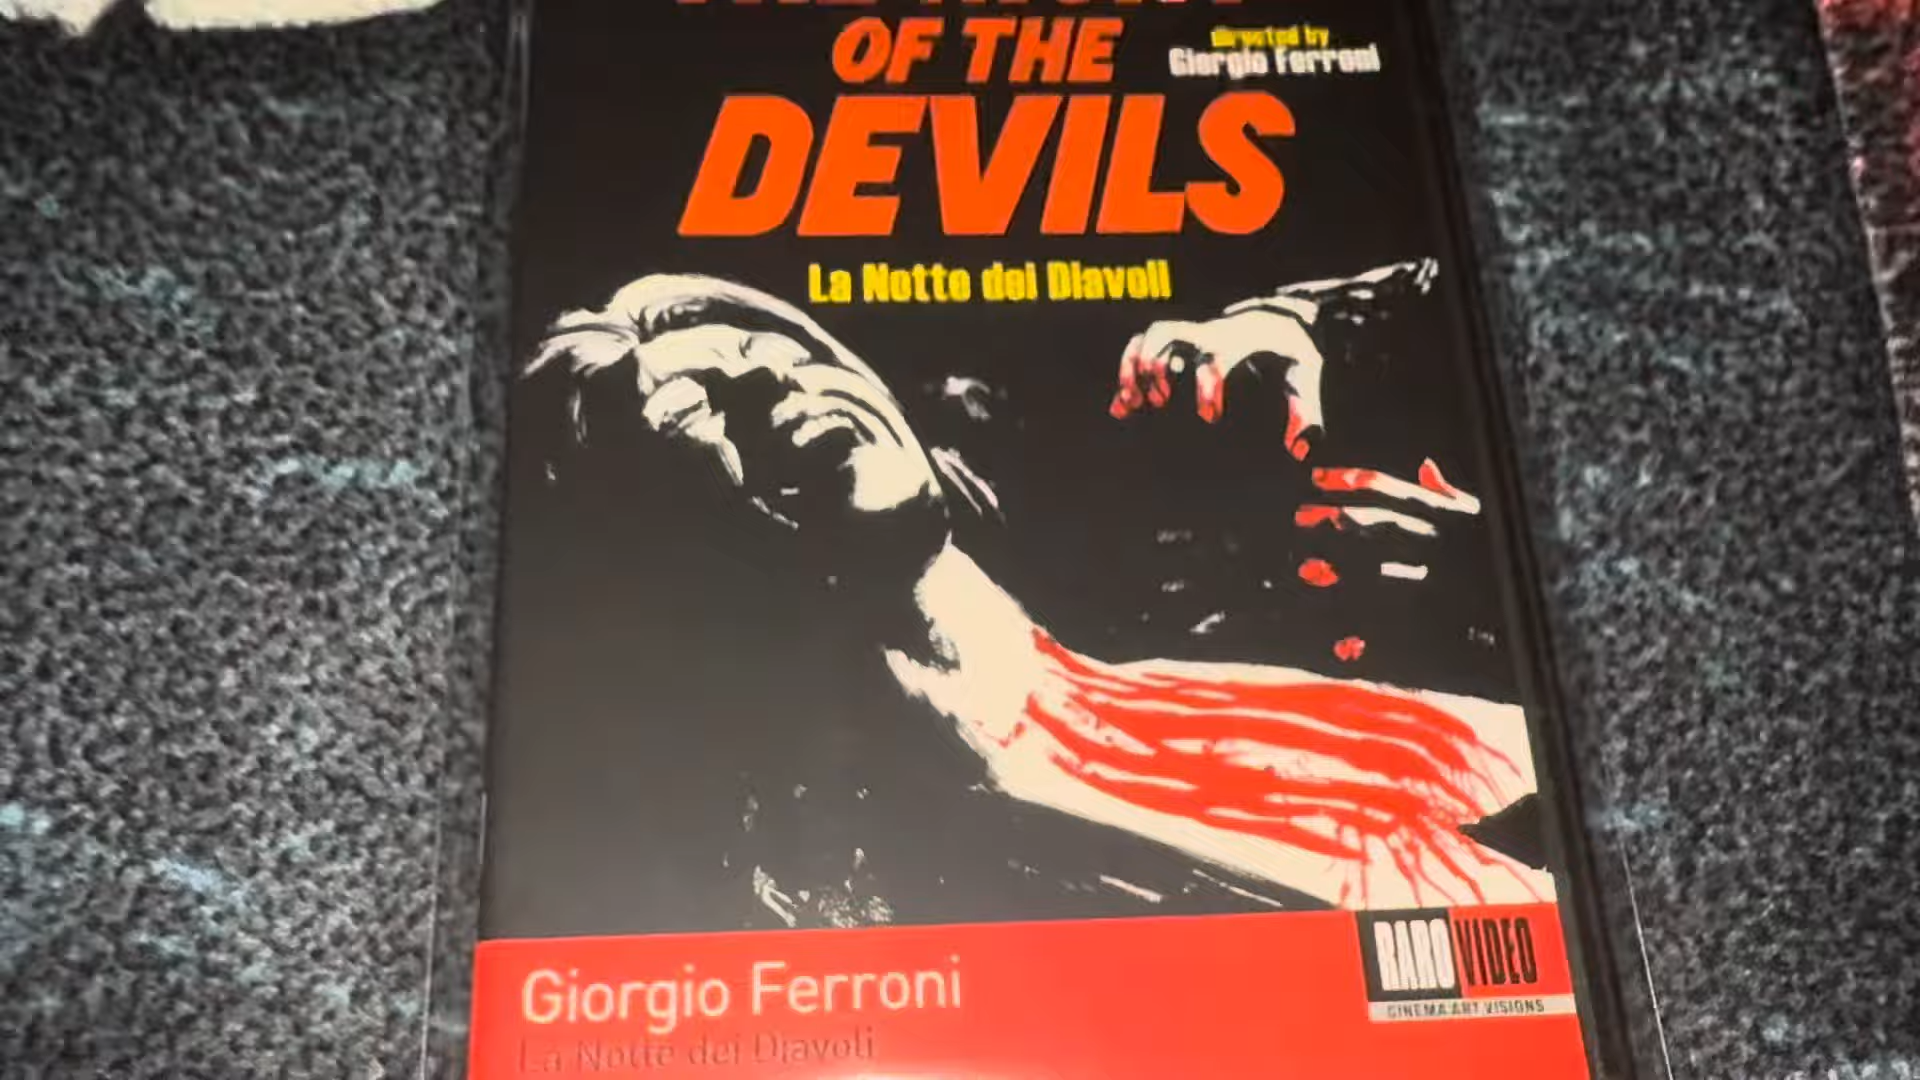 OF THE
DEVILS
directed by
Giorgio Ferroni
La Notte dei Diavoli
Giorgio Ferroni
La Notte dei Diavoli
RARO VIDEO
CINEMA ART VISIONS